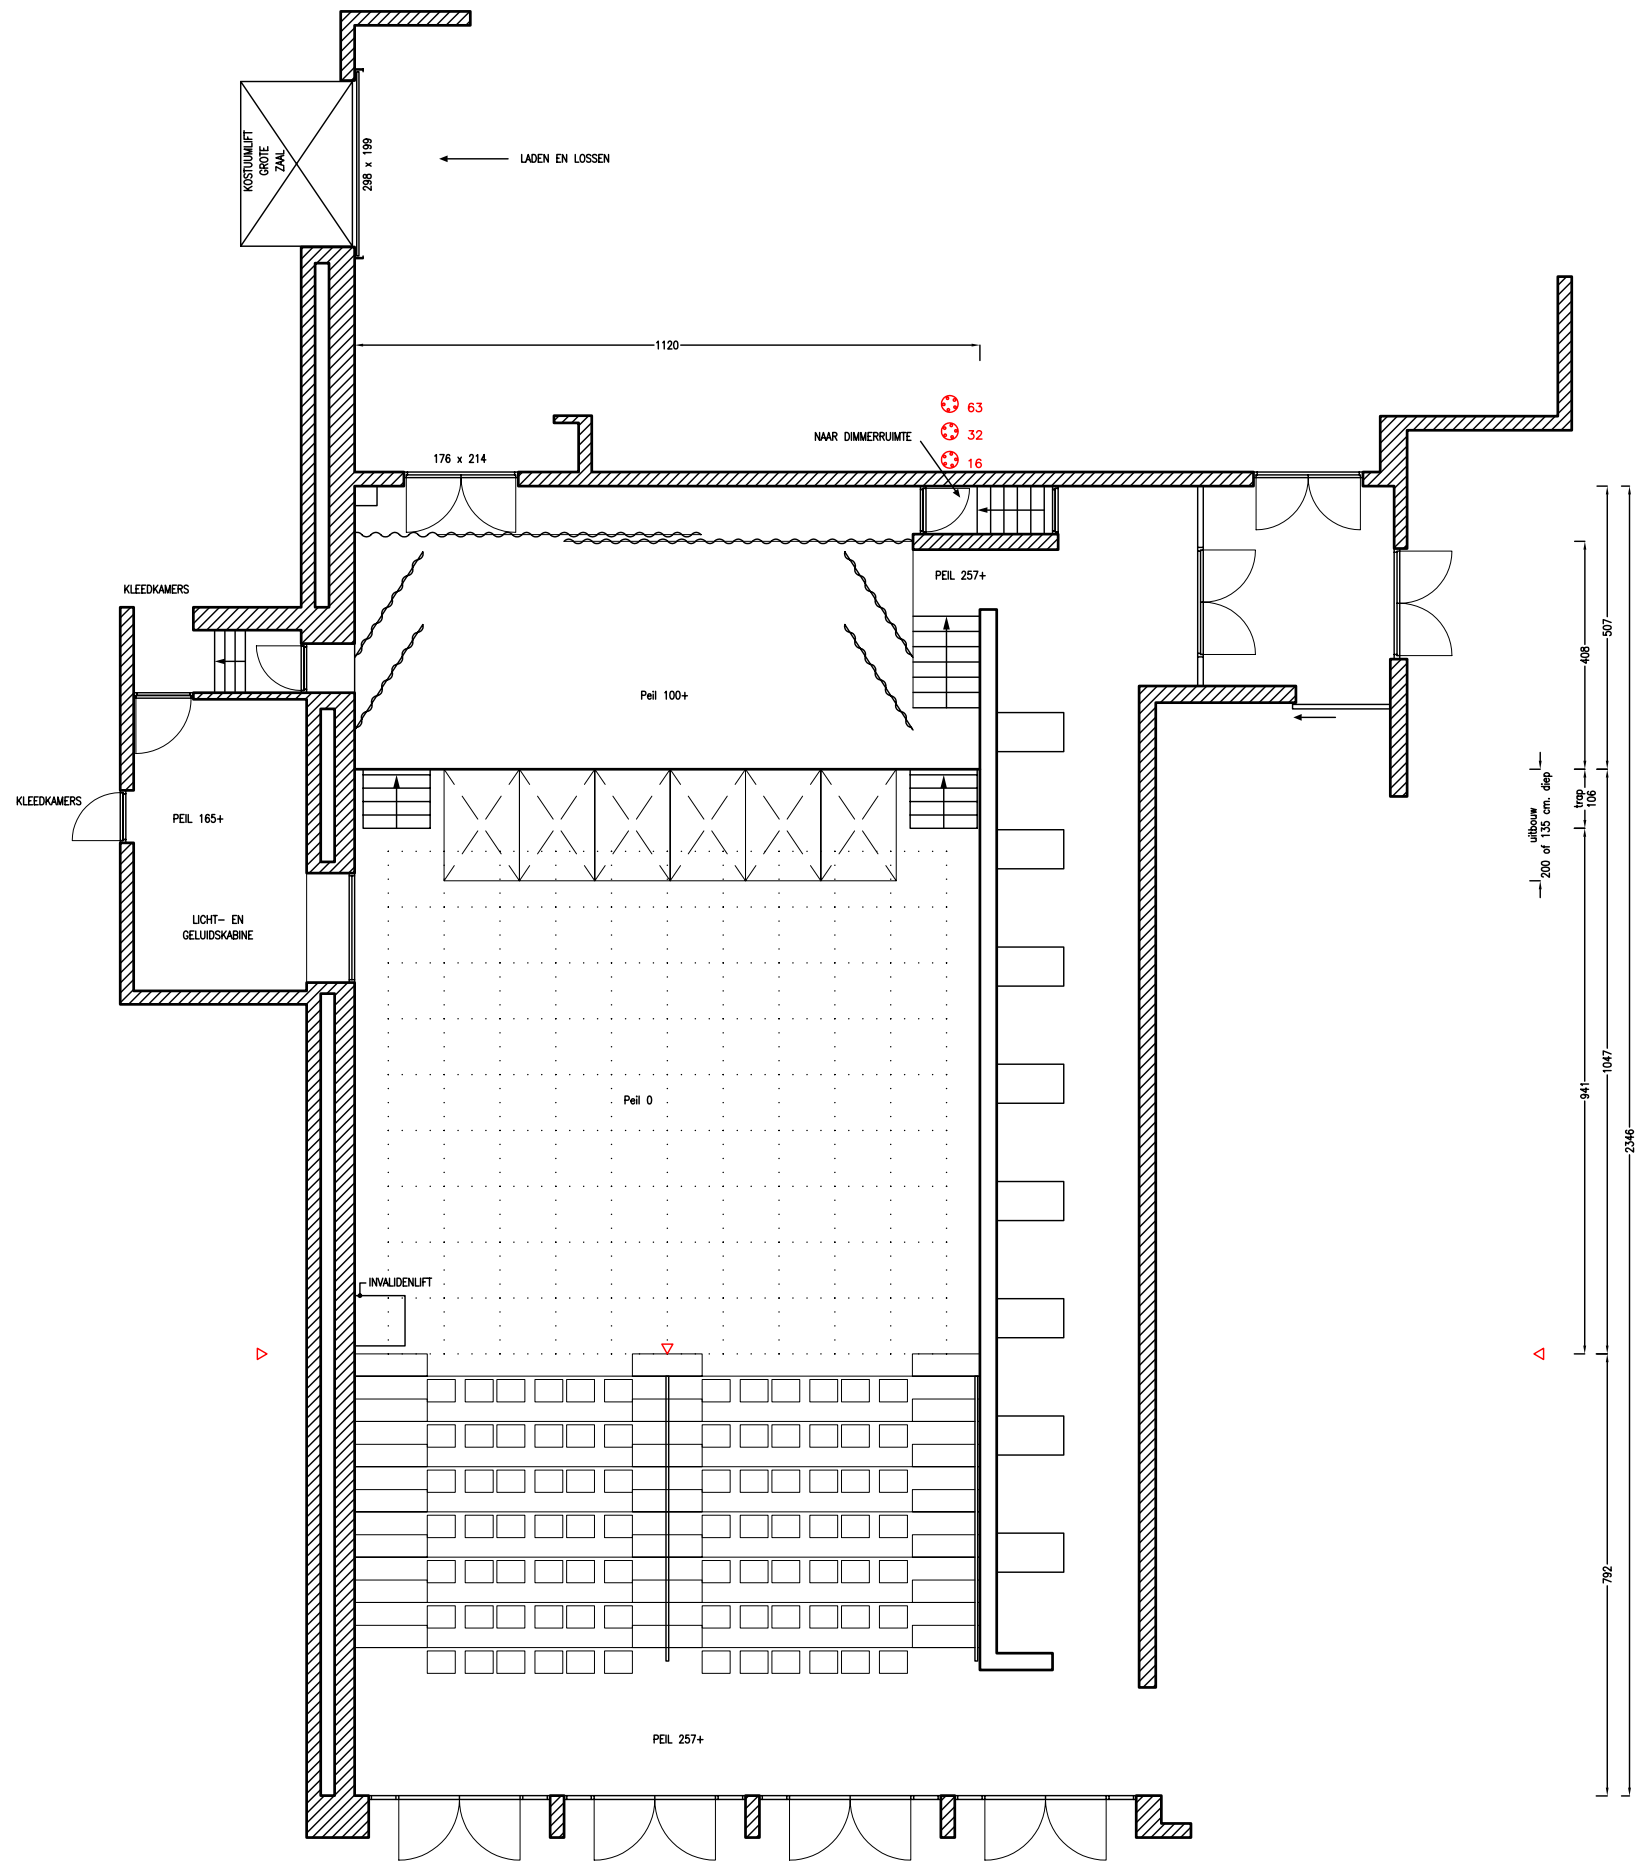 KOSTUUMLIFT
GROTE
ZAAL
298 x 199
LADEN EN LOSSEN
1120
63
32
16
NAAR DIMMERRUIMTE
176 x 214
PEIL 257+
KLEEDKAMERS
Peil 100+
KLEEDKAMERS
PEIL 165+
LICHT- EN
GELUIDSKABINE
408
507
trap
106
uitbouw
200 of 135 cm. diep
Peil 0
941
1047
2346
INVALIDENLIFT
792
PEIL 257+